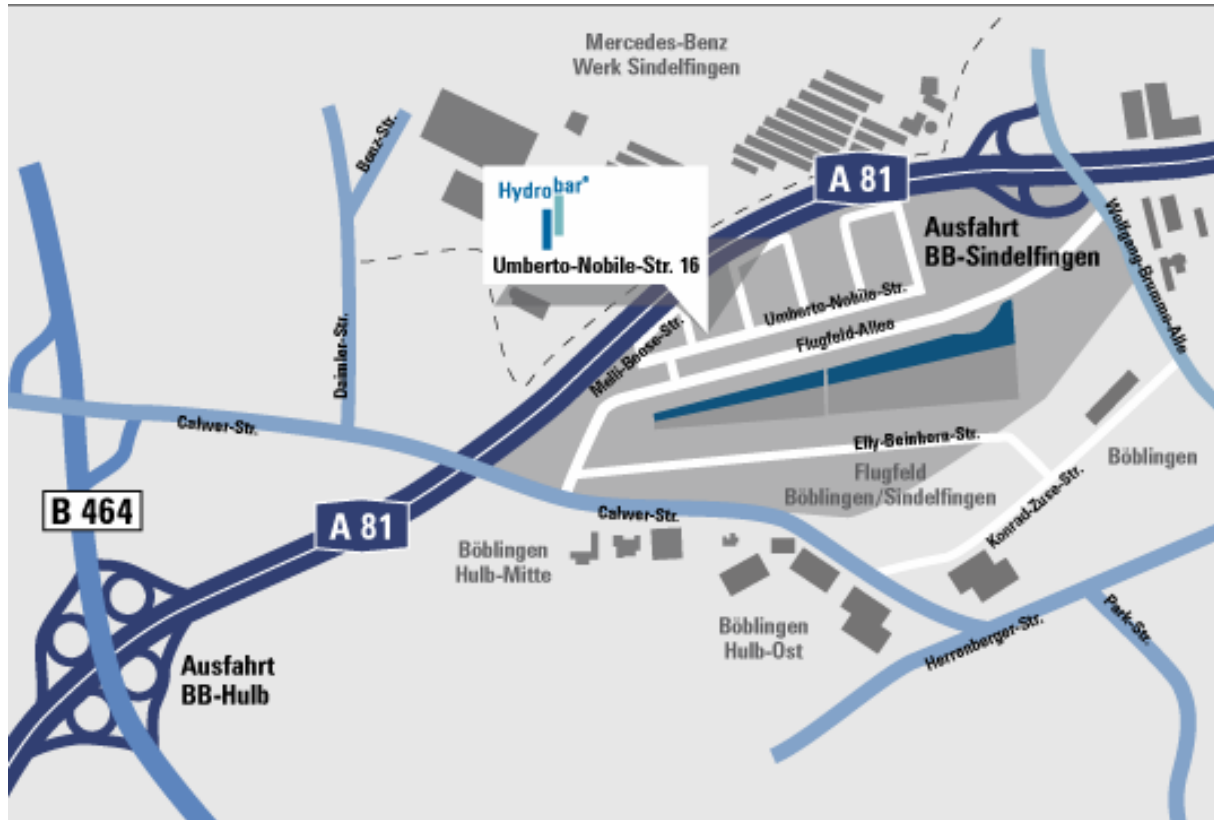 Mercedes-Benz
Werk Sindelfingen
Benz-Str.
A 81
Hydrobar
Umberto-Nobile-Str. 16
Ausfahrt
BB-Sindelfingen
Wolfgang-Brumme-Alle
Umberto-Nobile-Str.
Flugfeld-Allee
Melli-Beese-Str.
Daimler-Str.
Calwer-Str.
Elly-Beinhorn-Str.
Flugfeld
Böblingen/Sindelfingen
Böblingen
B 464
A 81
Calwer-Str.
Konrad-Zuse-Str.
Böblingen
Hulb-Mitte
Böblingen
Hulb-Ost
Herrenberger-Str.
Park-Str.
Ausfahrt
BB-Hulb